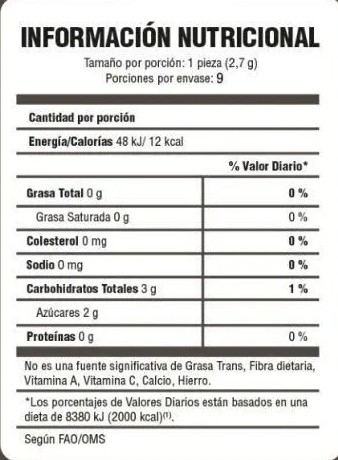 INFORMACIÓN NUTRICIONAL
Tamaño por porción: 1 pieza (2,7 g)
Porciones por envase: 9
Cantidad por porción
Energía/Calorías 48 kJ/ 12 kcal
% Valor Diario*
Grasa Total 0 g 0 %
Grasa Saturada 0 g 0 %
Colesterol 0 mg 0 %
Sodio 0 mg 0 %
Carbohidratos Totales 3 g 1 %
Azúcares 2 g
Proteínas 0 g 0 %
No es una fuente significativa de Grasa Trans, Fibra dietaria,
Vitamina A, Vitamina C, Calcio, Hierro.
*Los porcentajes de Valores Diarios están basados en una
dieta de 8380 kJ (2000 kcal)⁽¹⁾.
Según FAO/OMS